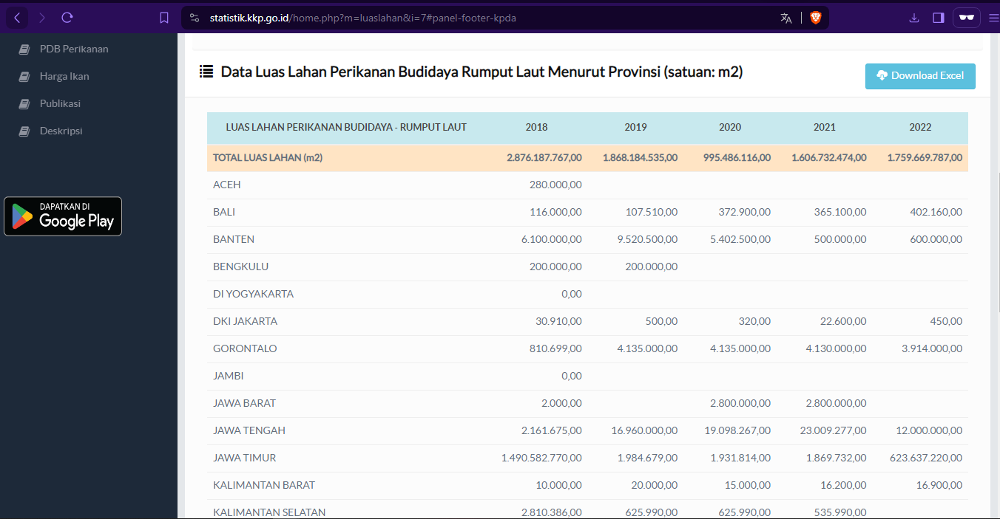 statistik.kkp.go.id/home.php?m=luaslahan&i=7#panel-footer-kpda
PDB Perikanan
Harga Ikan
Publikasi
Deskripsi
DAPATKAN DI
Google Play
Data Luas Lahan Perikanan Budidaya Rumput Laut Menurut Provinsi (satuan: m2)
Download Excel
LUAS LAHAN PERIKANAN BUDIDAYA - RUMPUT LAUT 2018 2019 2020 2021 2022
TOTAL LUAS LAHAN (m2) 2.876.187.767,00 1.868.184.535,00 995.486.116,00 1.606.732.474,00 1.759.669.787,00
ACEH 280.000,00
BALI 116.000,00 107.510,00 372.900,00 365.100,00 402.160,00
BANTEN 6.100.000,00 9.520.500,00 5.402.500,00 500.000,00 600.000,00
BENGKULU 200.000,00 200.000,00
DI YOGYAKARTA 0,00
DKI JAKARTA 30.910,00 500,00 320,00 22.600,00 450,00
GORONTALO 810.699,00 4.135.000,00 4.135.000,00 4.130.000,00 3.914.000,00
JAMBI 0,00
JAWA BARAT 2.000,00 2.800.000,00 2.800.000,00
JAWA TENGAH 2.161.675,00 16.960.000,00 19.098.267,00 23.009.277,00 12.000.000,00
JAWA TIMUR 1.490.582.770,00 1.984.679,00 1.931.814,00 1.869.732,00 623.637.220,00
KALIMANTAN BARAT 10.000,00 20.000,00 15.000,00 16.200,00 16.900,00
KALIMANTAN SELATAN 2.810.386,00 625.990,00 625.990,00 535.990,00